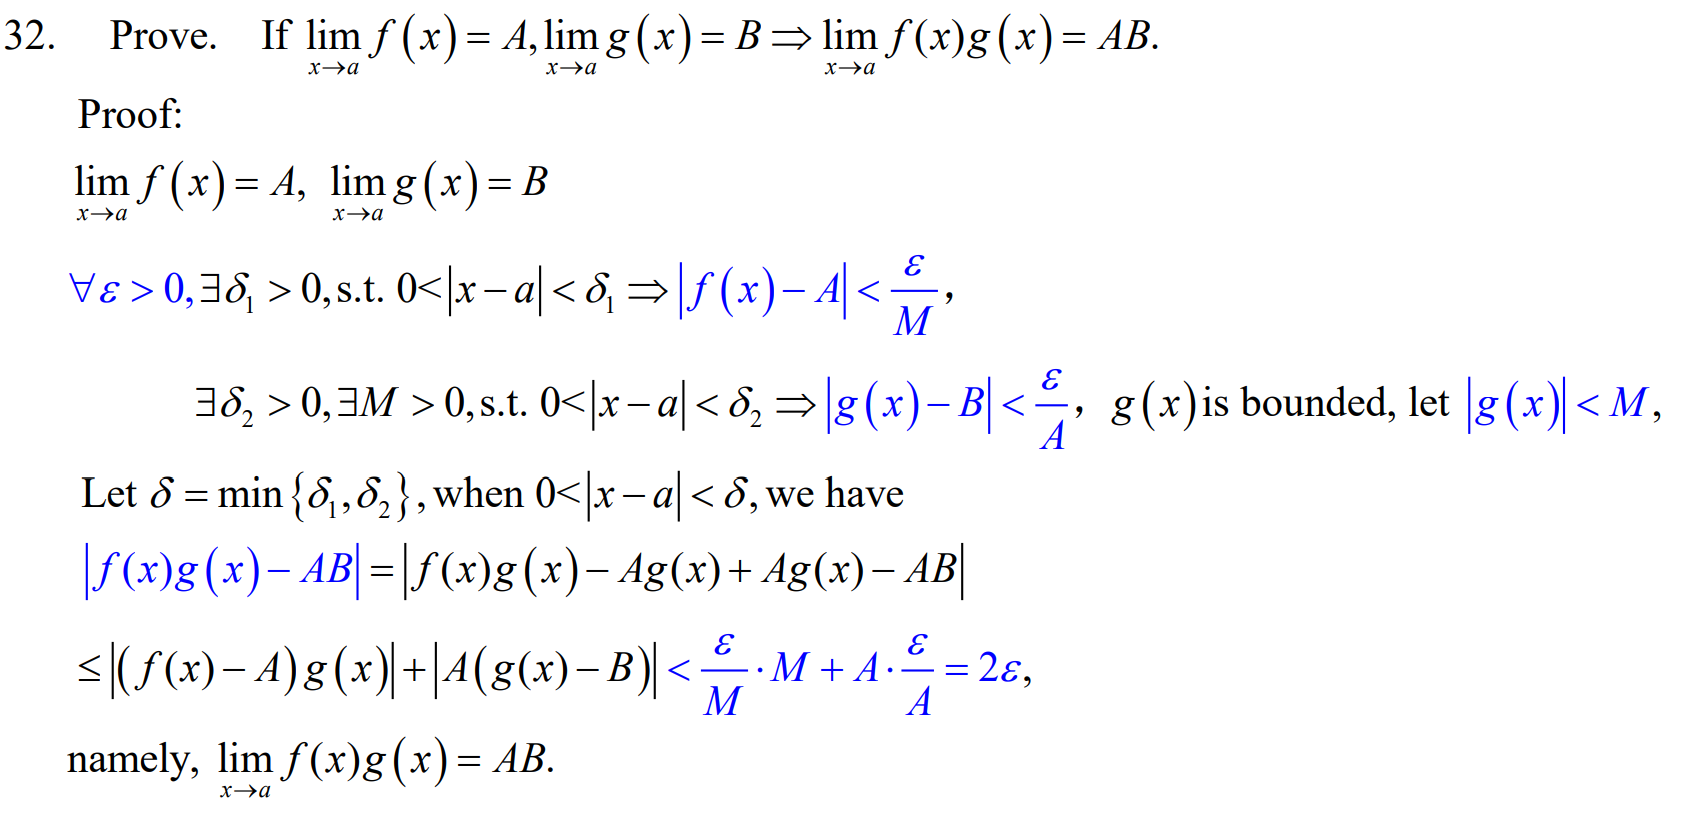 32. Prove. If lim_{x→a} f(x) = A, lim_{x→a} g(x) = B ⇒ lim_{x→a} f(x)g(x) = AB.
Proof:
lim_{x→a} f(x) = A, lim_{x→a} g(x) = B
∀ε > 0, ∃δ₁ > 0, s.t. 0<|x − a| < δ₁ ⇒ |f(x) − A| < ε/M,
∃δ₂ > 0, ∃M > 0, s.t. 0<|x − a| < δ₂ ⇒ |g(x) − B| < ε/A, g(x) is bounded, let |g(x)| < M,
Let δ = min{δ₁, δ₂}, when 0<|x − a| < δ, we have
|f(x)g(x) − AB| = |f(x)g(x) − Ag(x) + Ag(x) − AB|
≤ |(f(x) − A)g(x)| + |A(g(x) − B)| < ε/M · M + A · ε/A = 2ε,
namely, lim_{x→a} f(x)g(x) = AB.